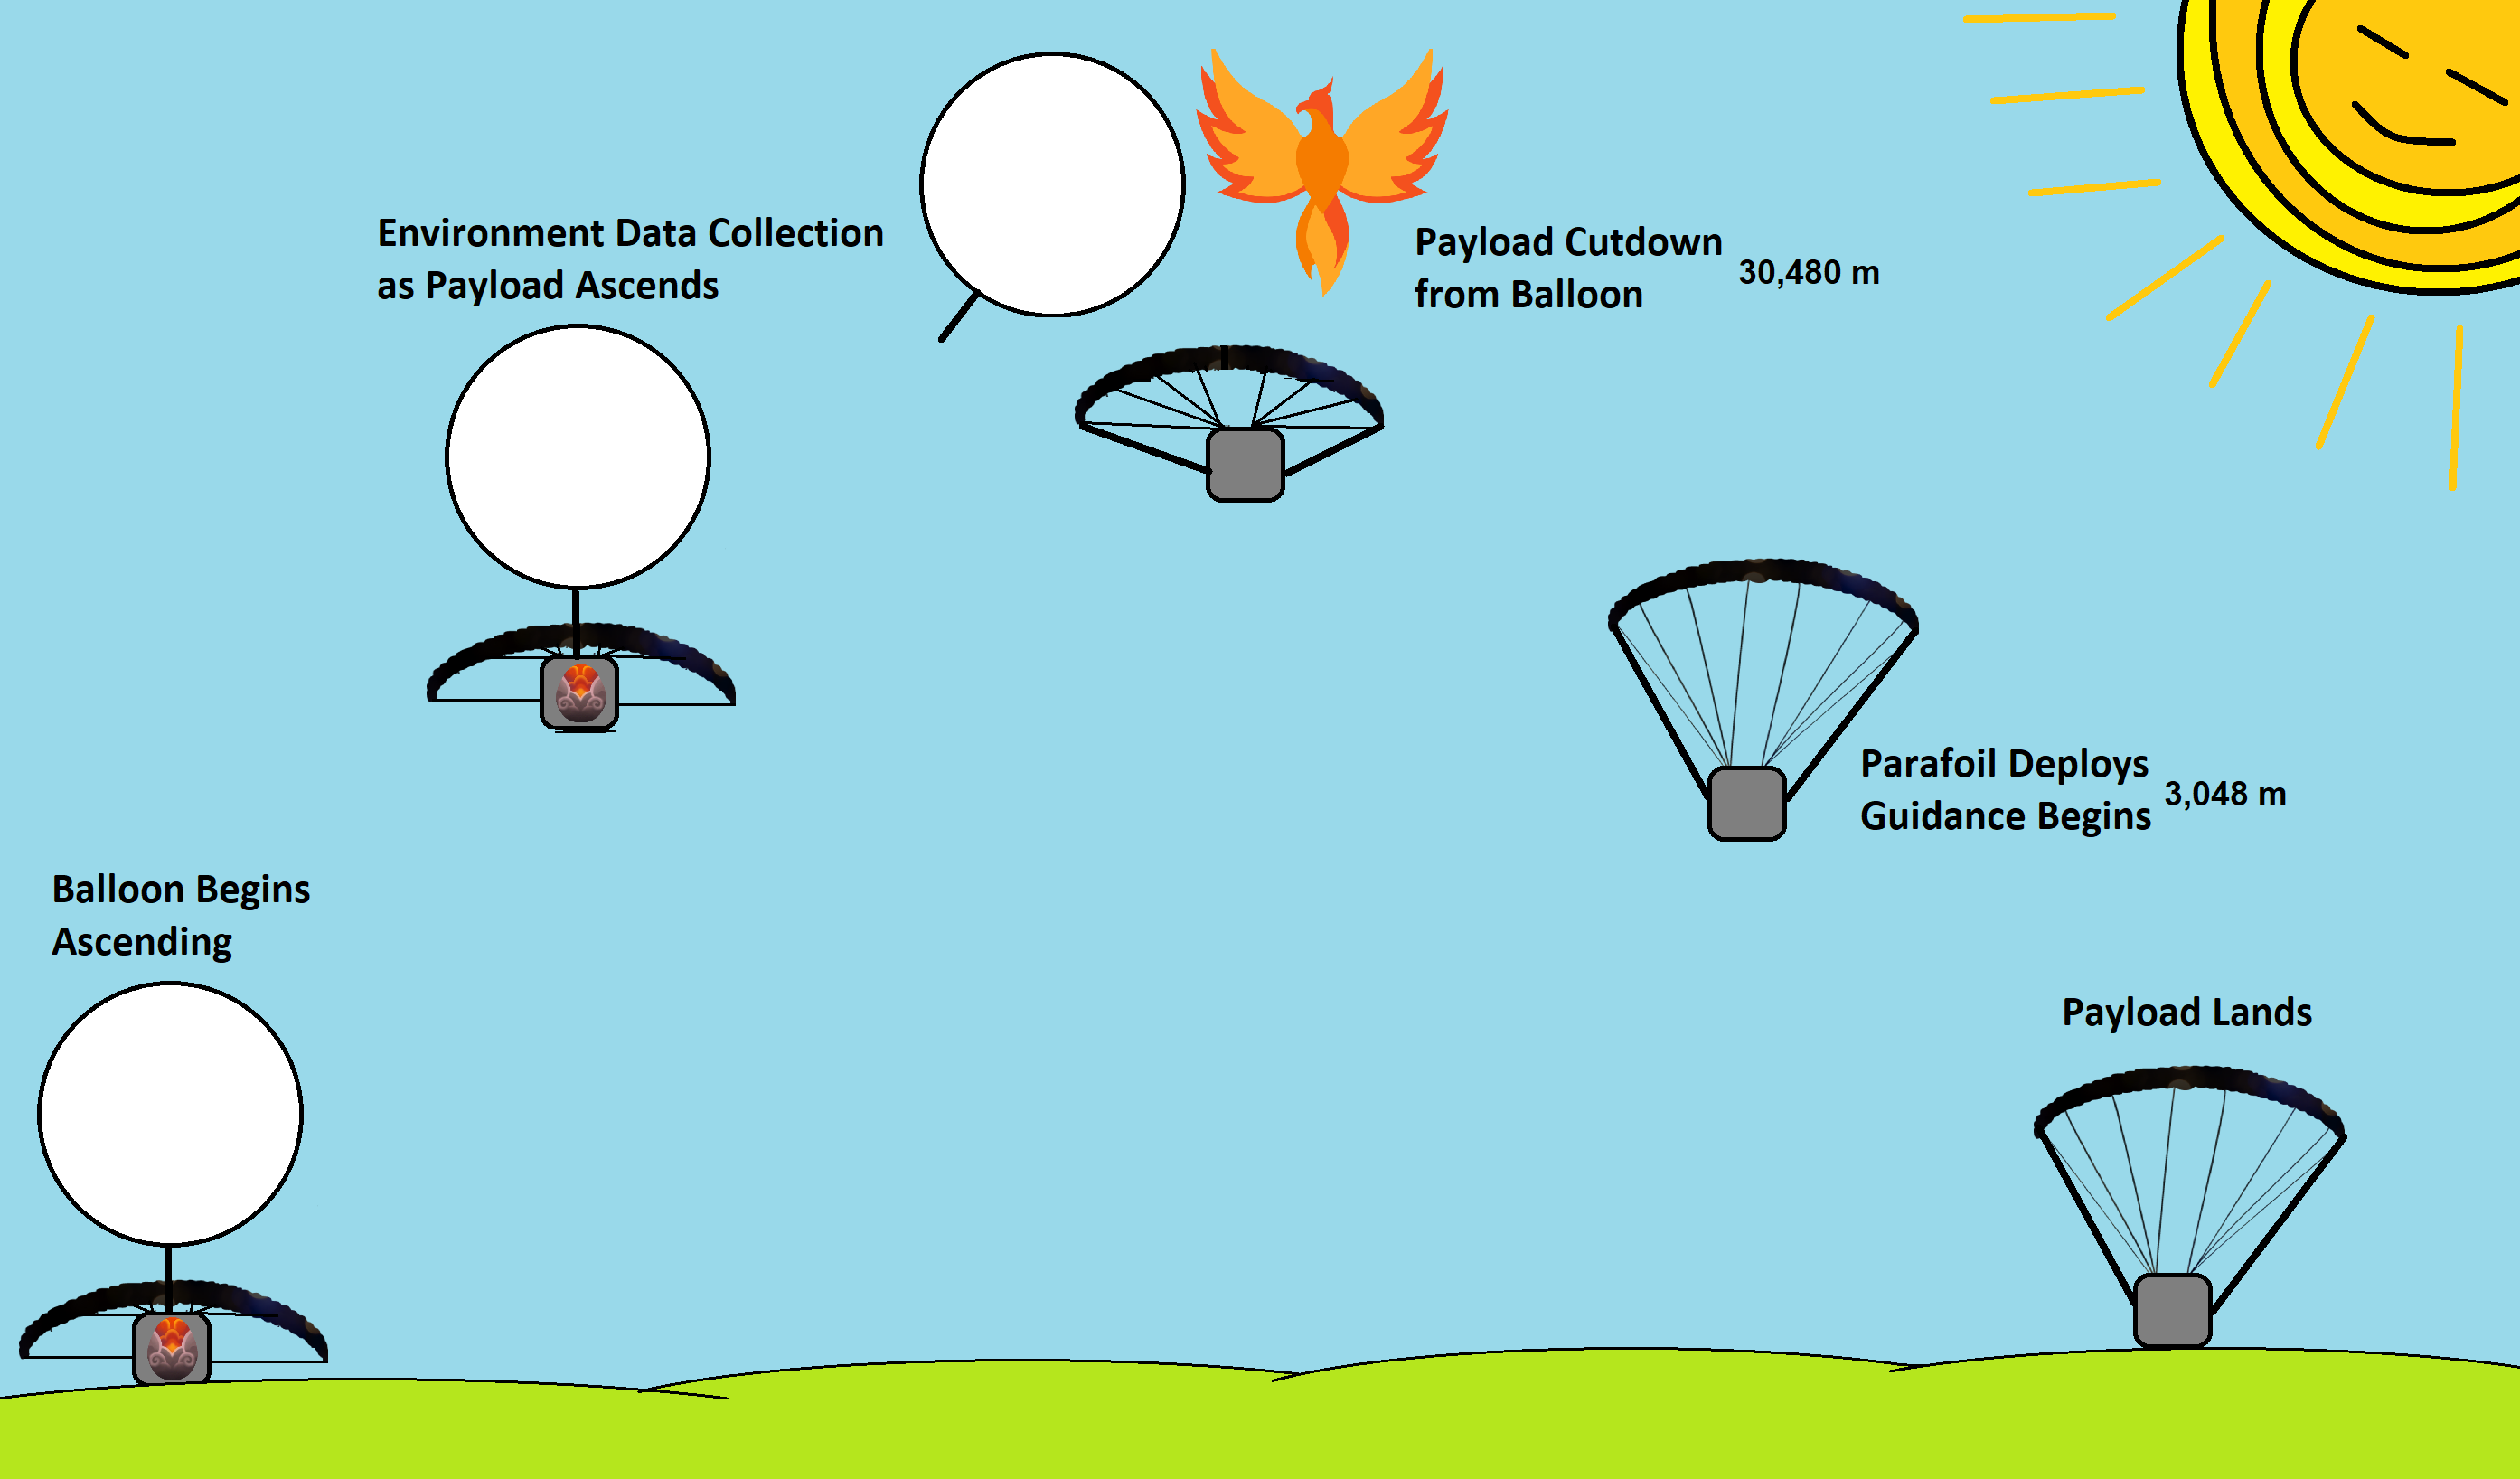 Environment Data Collection
as Payload Ascends
Payload Cutdown
from Balloon
30,480 m
Parafoil Deploys
Guidance Begins
3,048 m
Balloon Begins
Ascending
Payload Lands